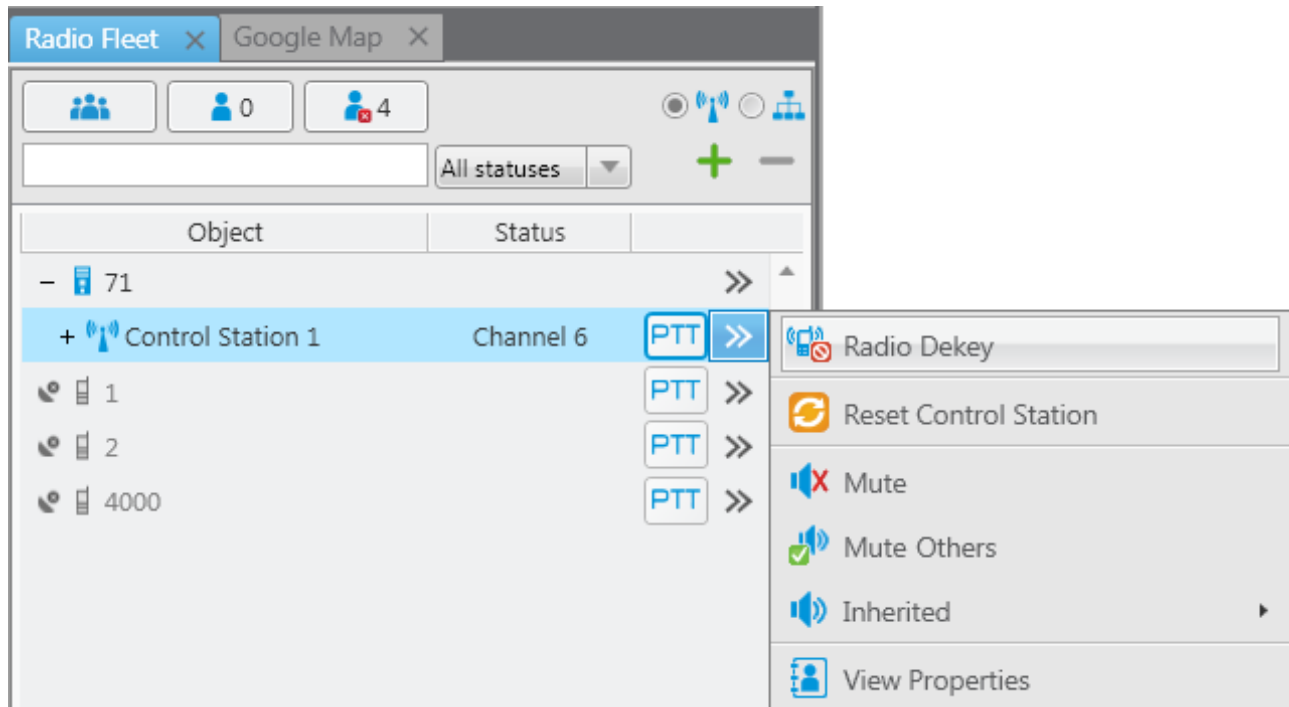 Radio Fleet Google Map
0 4
All statuses
Object Status
71
Control Station 1 Channel 6 PTT
1 PTT
2 PTT
4000 PTT
Radio Dekey
Reset Control Station
Mute
Mute Others
Inherited
View Properties